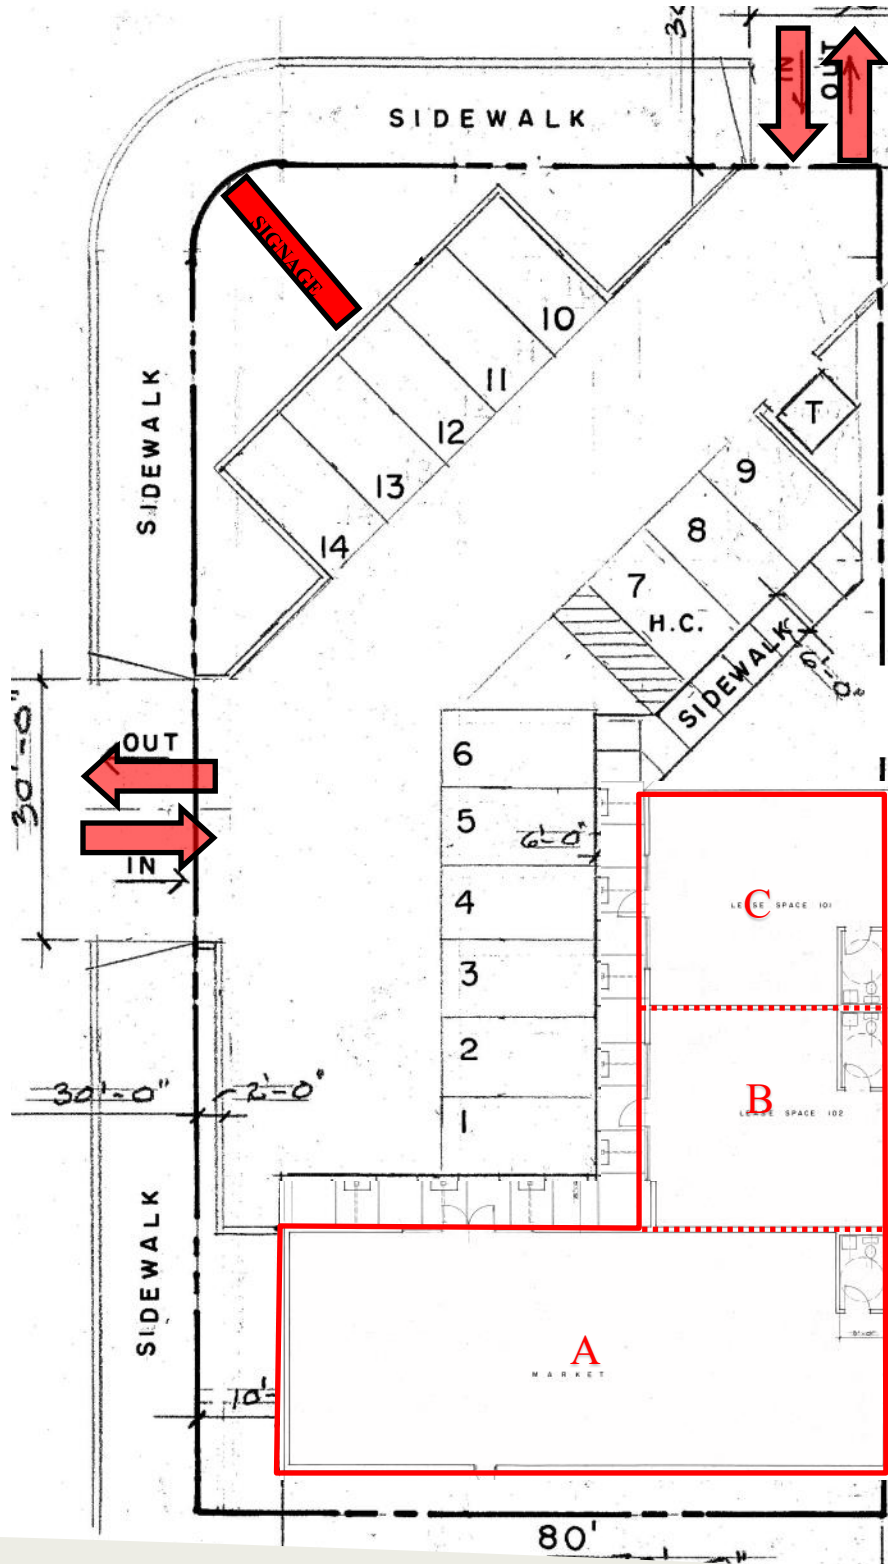 IN
OUT
SIDEWALK
SIGNAGE
10
11
12
13
14
T
9
8
7
H.C.
SIDEWALK
SIDEWALK
6'-0"
30'-0"
OUT
IN
6
5
6'-0"
4
3
2
1
C
LEASE SPACE 101
B
LEASE SPACE 102
30'-0"
2'-0"
SIDEWALK
A
MARKET
5'-0"
10'-
80'